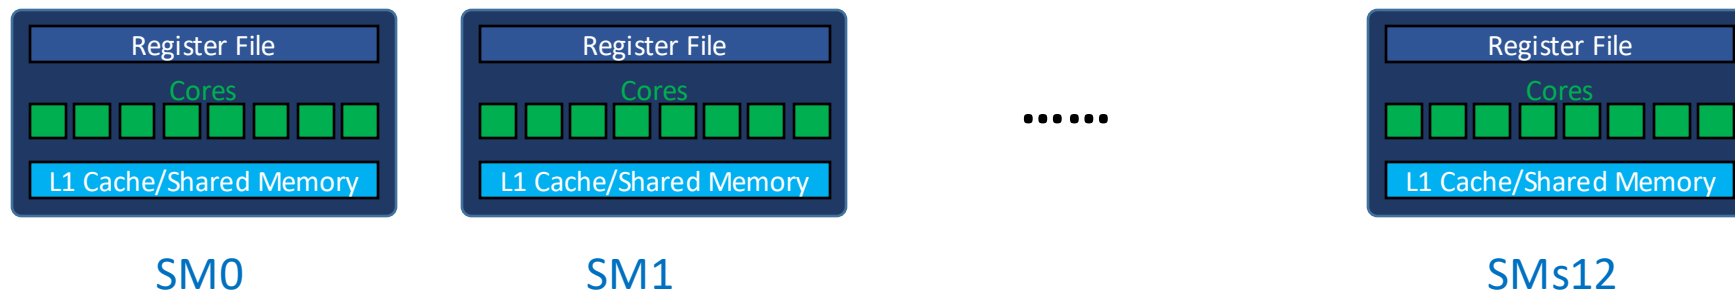 Register File
Cores
L1 Cache/Shared Memory
SM0
Register File
Cores
L1 Cache/Shared Memory
SM1
......
Register File
Cores
L1 Cache/Shared Memory
SMs12